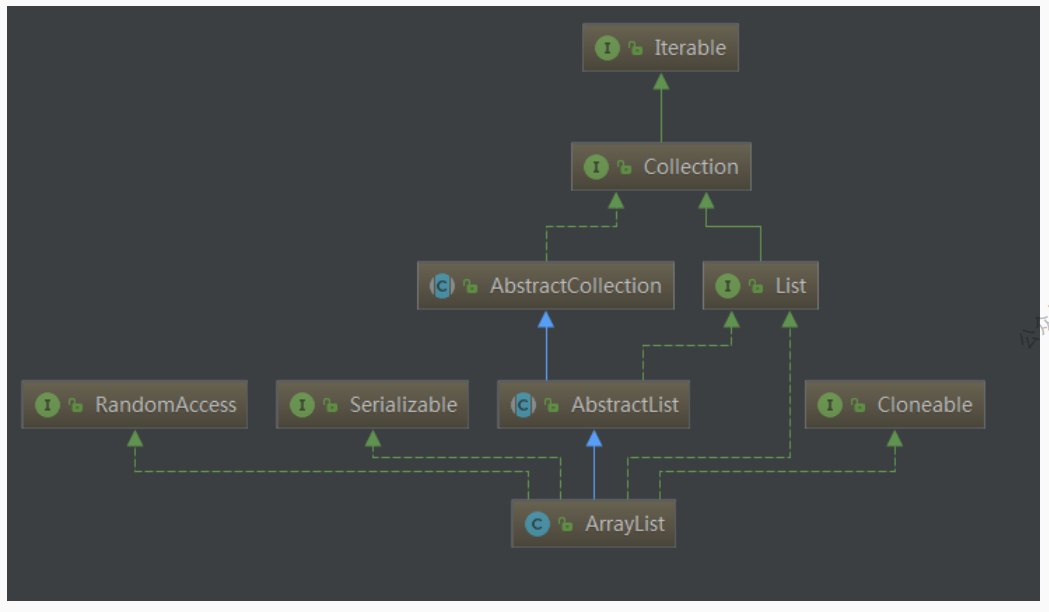 I Iterable
I Collection
C AbstractCollection
I List
I RandomAccess
I Serializable
C AbstractList
I Cloneable
C ArrayList